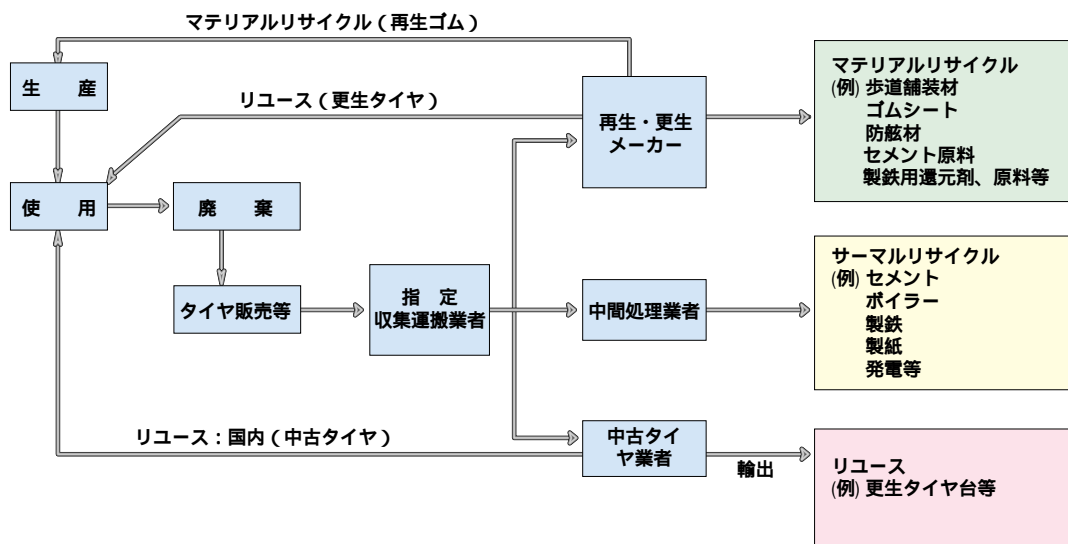 マテリアルリサイクル（再生ゴム）
生　産
リユース（更生タイヤ）
再生・更生
メーカー
マテリアルリサイクル
(例) 歩道舗装材
ゴムシート
防舷材
セメント原料
製鉄用還元剤、原料等
使　用
廃　棄
タイヤ販売等
指　定
収集運搬業者
中間処理業者
サーマルリサイクル
(例) セメント
ボイラー
製鉄
製紙
発電等
リユース：国内（中古タイヤ）
中古タイ
ヤ業者
輸出
リユース
(例) 更生タイヤ台等